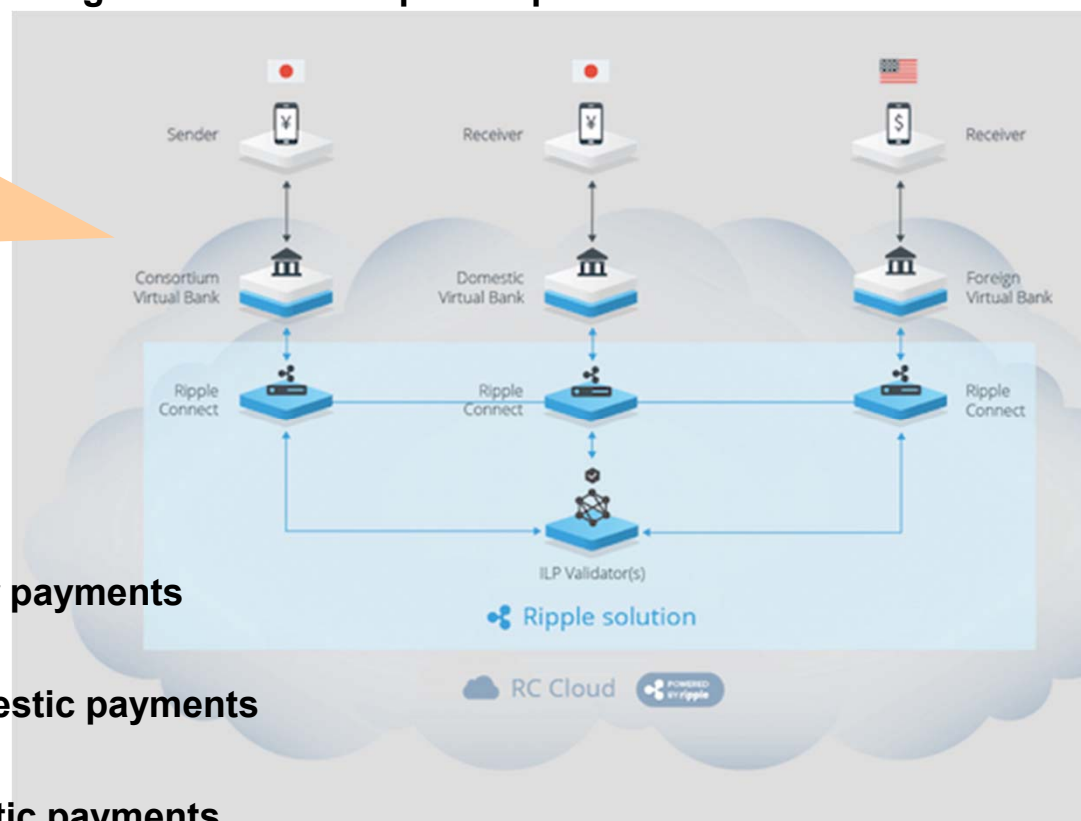 Sender
Receiver
Receiver
¥
¥
$
Consortium
Virtual Bank
Domestic
Virtual Bank
Foreign
Virtual Bank
Ripple
Connect
Ripple
Connect
Ripple
Connect
ILP Validator(s)
payments
Ripple solution
RC Cloud
POWERED
BY ripple
estic payments
tic payments